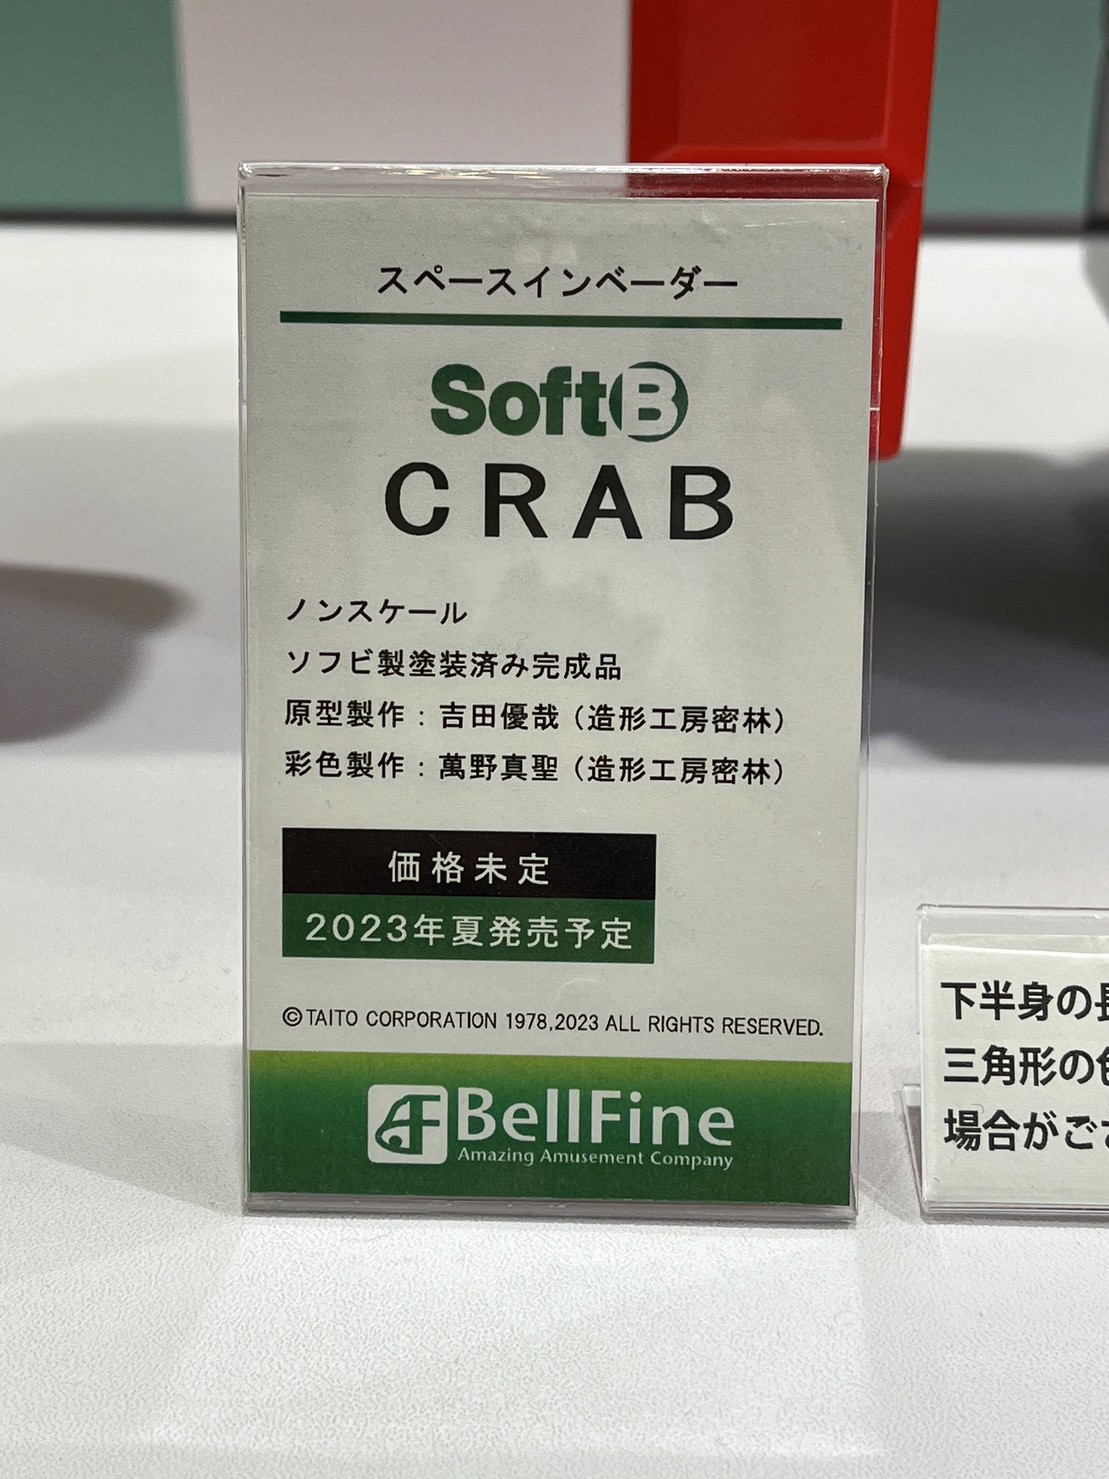 スペースインベーダー
SoftB
CRAB
ノンスケール
ソフビ製塗装済み完成品
原型製作：吉田優哉（造形工房密林）
彩色製作：萬野真聖（造形工房密林）
価格未定
2023年夏発売予定
©TAITO CORPORATION 1978,2023 ALL RIGHTS RESERVED.
BellFine
Amazing Amusement Company
下半身の
三角形の
場合がご